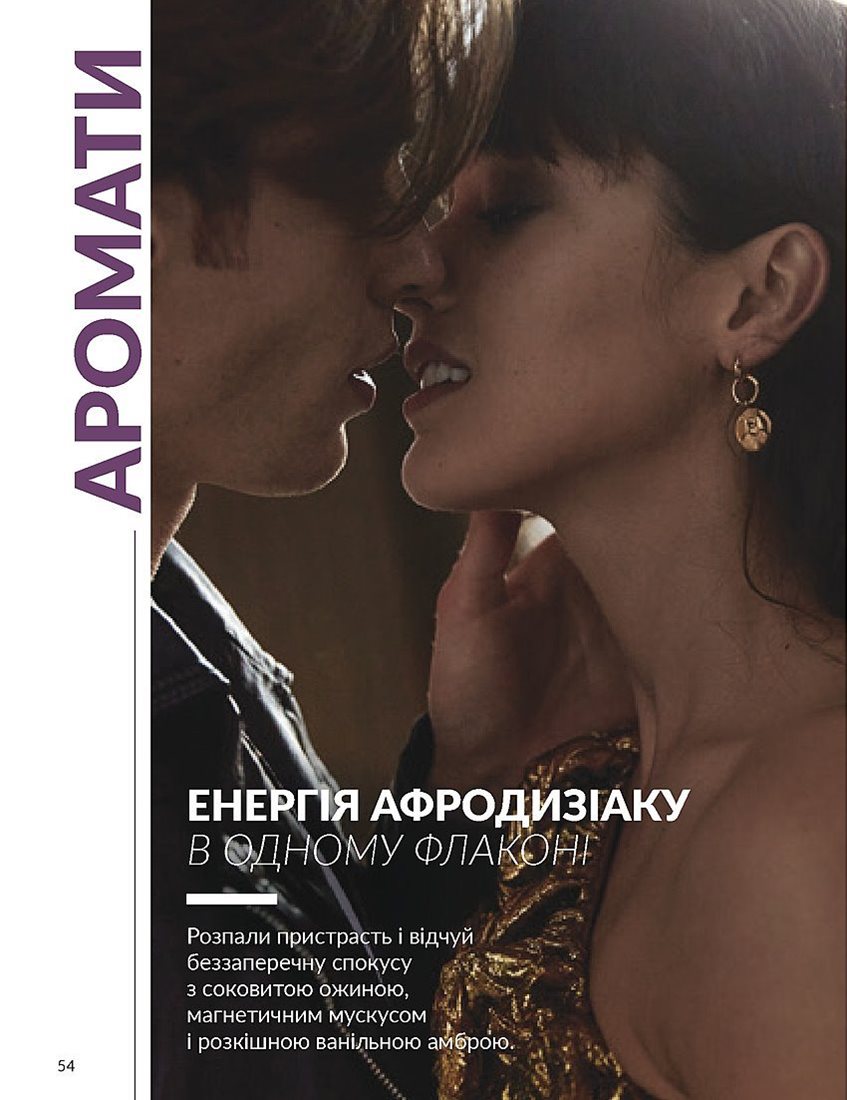 АРОМАТИ
ЕНЕРГІЯ АФРОДИЗІАКУ
В ОДНОМУ ФЛАКОНІ
Розпали пристрасть і відчуй
беззаперечну спокусу
з соковитою ожиною,
магнетичним мускусом
і розкішною ванільною амброю.
54